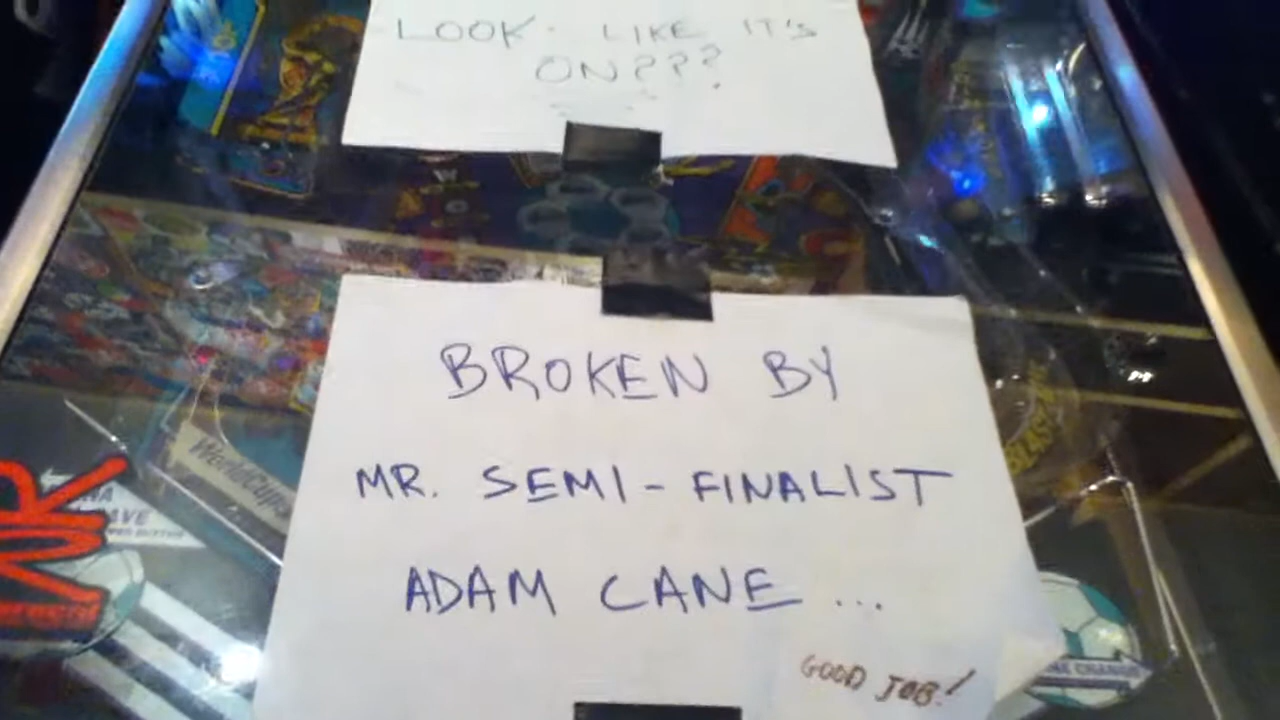 LOOK LIKE IT'S
ON???
BROKEN BY
MR. SEMI-FINALIST
ADAM CANE ...
GOOD JOB!
WorldCup